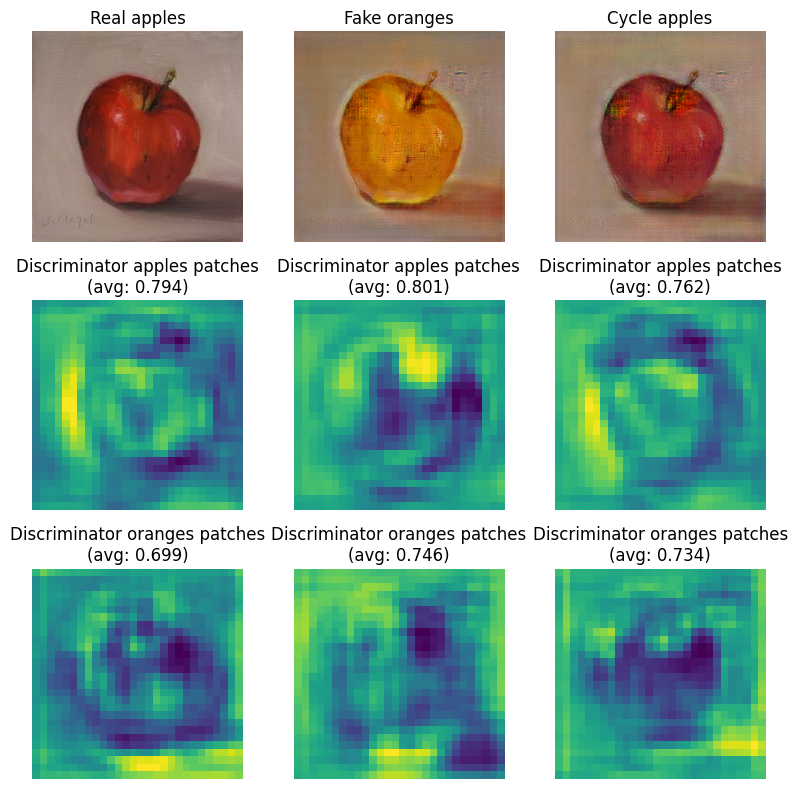 Real apples
Fake oranges
Cycle apples
Discriminator apples patches
(avg: 0.794)
Discriminator apples patches
(avg: 0.801)
Discriminator apples patches
(avg: 0.762)
Discriminator oranges patches
(avg: 0.699)
Discriminator oranges patches
(avg: 0.746)
Discriminator oranges patches
(avg: 0.734)